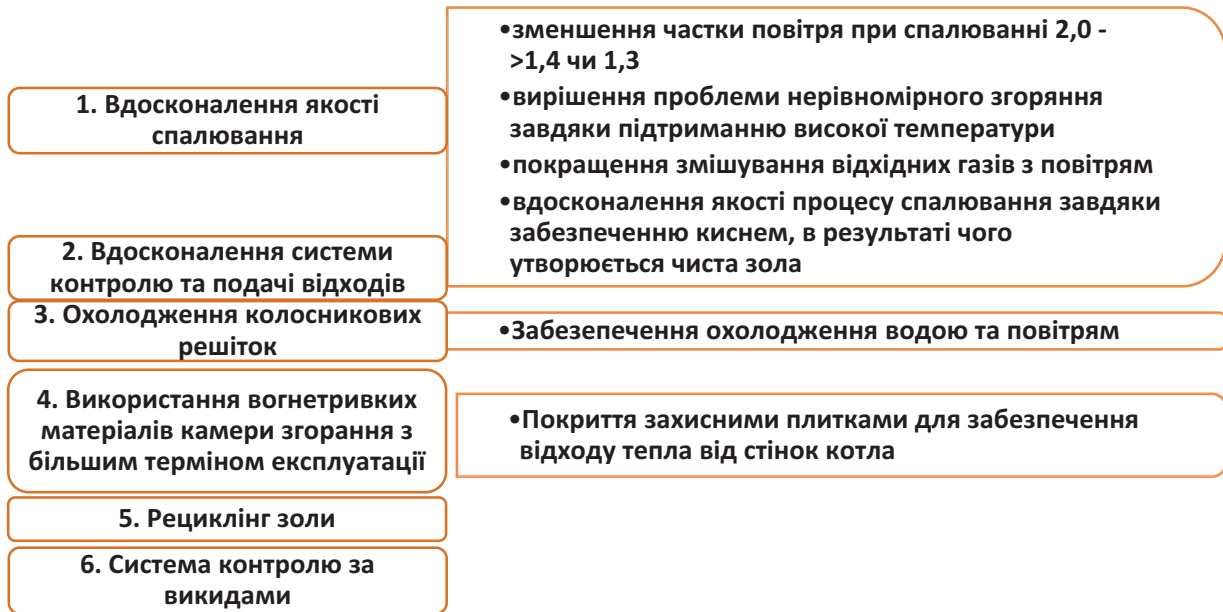 1. Вдосконалення якості
спалювання
•зменшення частки повітря при спалюванні 2,0 -
>1,4 чи 1,3
•вирішення проблеми нерівномірного згоряння
завдяки підтриманню високої температури
•покращення змішування відхідних газів з повітрям
•вдосконалення якості процесу спалювання завдяки
забезпеченню киснем, в результаті чого
утворюється чиста зола
2. Вдосконалення системи
контролю та подачі відходів
3. Охолодження колосникових
решіток
•Забезепечення охолодження водою та повітрям
4. Використання вогнетривких
матеріалів камери згорання з
більшим терміном експлуатації
•Покриття захисними плитками для забезпечення
відходу тепла від стінок котла
5. Рециклінг золи
6. Система контролю за
викидами